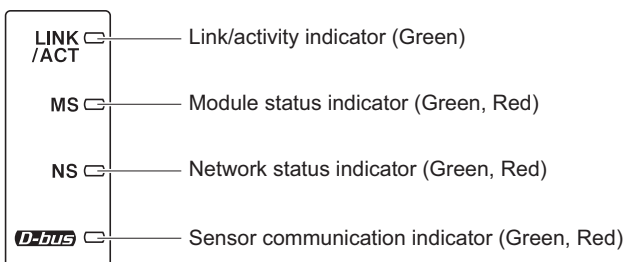 LINK
/ACT
Link/activity indicator (Green)
MS
Module status indicator (Green, Red)
NS
Network status indicator (Green, Red)
D-bus
Sensor communication indicator (Green, Red)